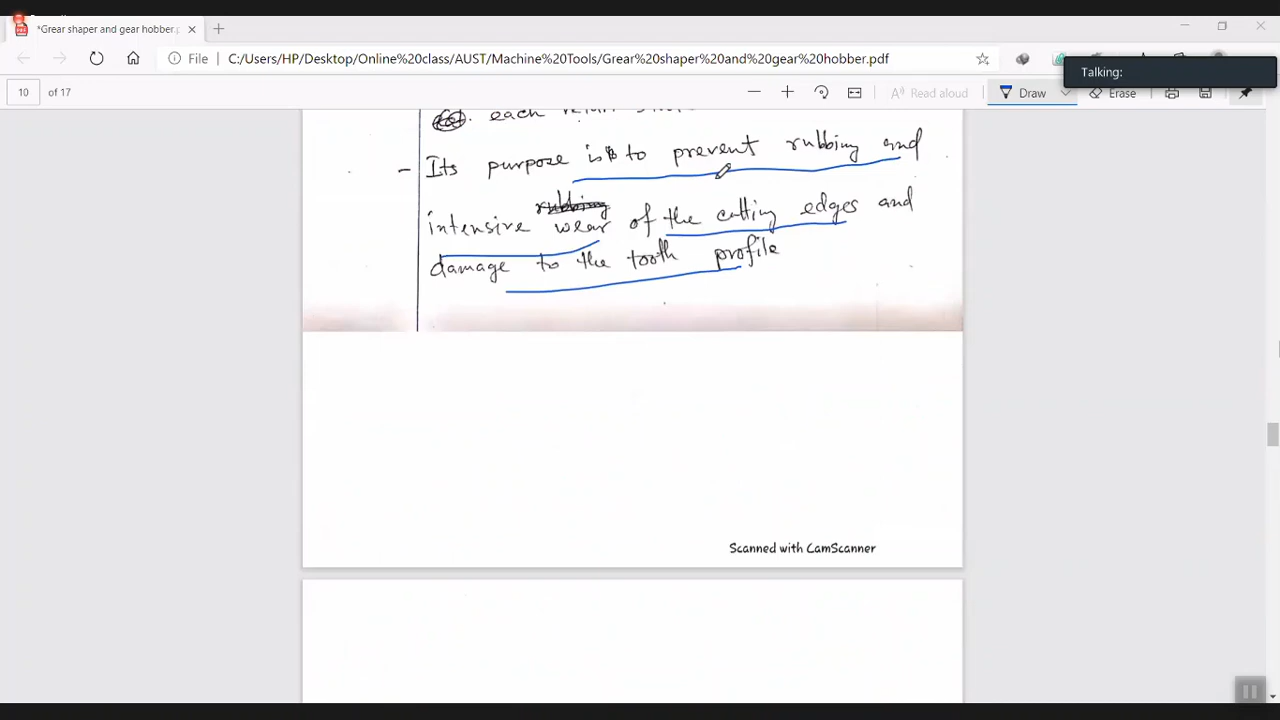 *Grear shaper and gear hobber.p
File C:/Users/HP/Desktop/Online%20class/AUST/Machine%20Tools/Grear%20shaper%20and%20gear%20hobber.pdf
Talking:
10 of 17
Read aloud Draw Erase
each return
- Its purpose is to prevent rubbing and
intensive wear of the cutting edges and
damage to the tooth profile
Scanned with CamScanner